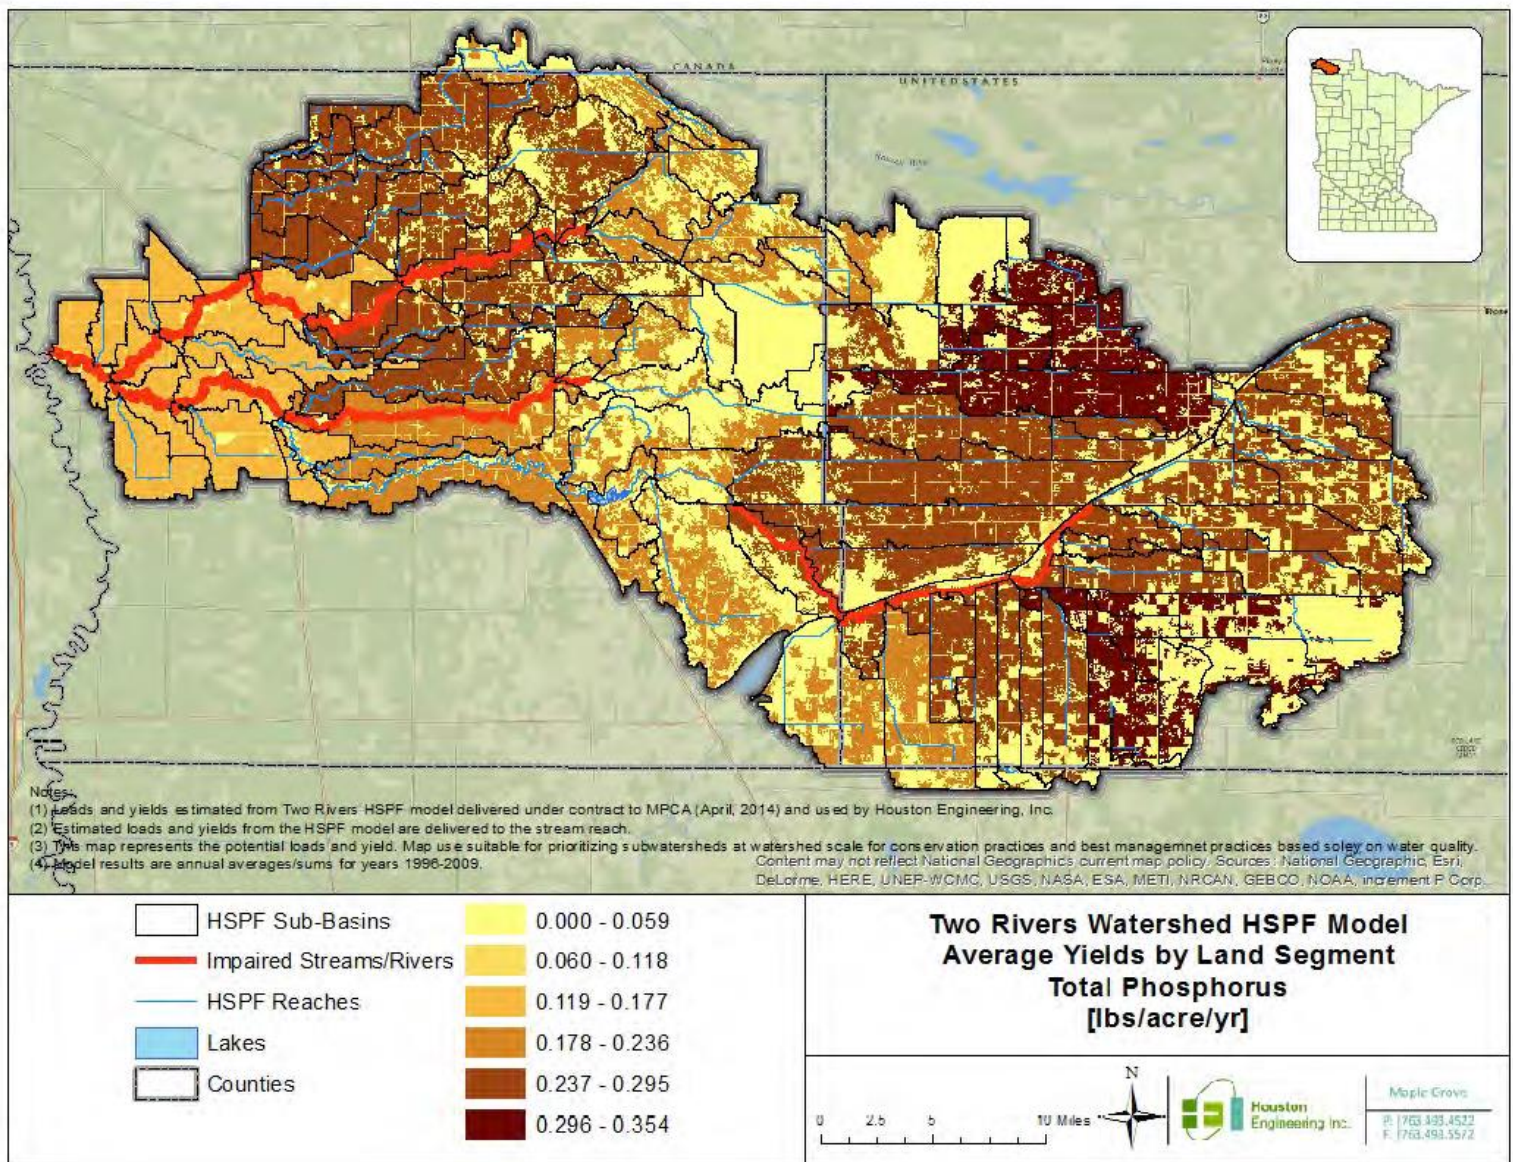 CANADA
UNITED STATES
Notes:
(1) Loads and yields estimated from Two Rivers HSPF model delivered under contract to MPCA (April, 2014) and used by Houston Engineering, Inc.
(2) Estimated loads and yields from the HSPF model are delivered to the stream reach.
(3) This map represents the potential loads and yield. Map use suitable for prioritizing subwatersheds at watershed scale for conservation practices and best managemnet practices based soley on water quality.
(4) Model results are annual averages/sums for years 1996-2009.
Content may not reflect National Geographic's current map policy. Sources: National Geographic, Esri,
DeLorme, HERE, UNEP-WCMC, USGS, NASA, ESA, METI, NRCAN, GEBCO, NOAA, increment P Corp.
HSPF Sub-Basins
Impaired Streams/Rivers
HSPF Reaches
Lakes
Counties
0.000 - 0.059
0.060 - 0.118
0.119 - 0.177
0.178 - 0.236
0.237 - 0.295
0.296 - 0.354
Two Rivers Watershed HSPF Model
Average Yields by Land Segment
Total Phosphorus
[lbs/acre/yr]
N
0 2.5 5 10 Miles
Houston
Engineering Inc.
Maple Grove
P: 763.493.4522
F: 763.493.5572